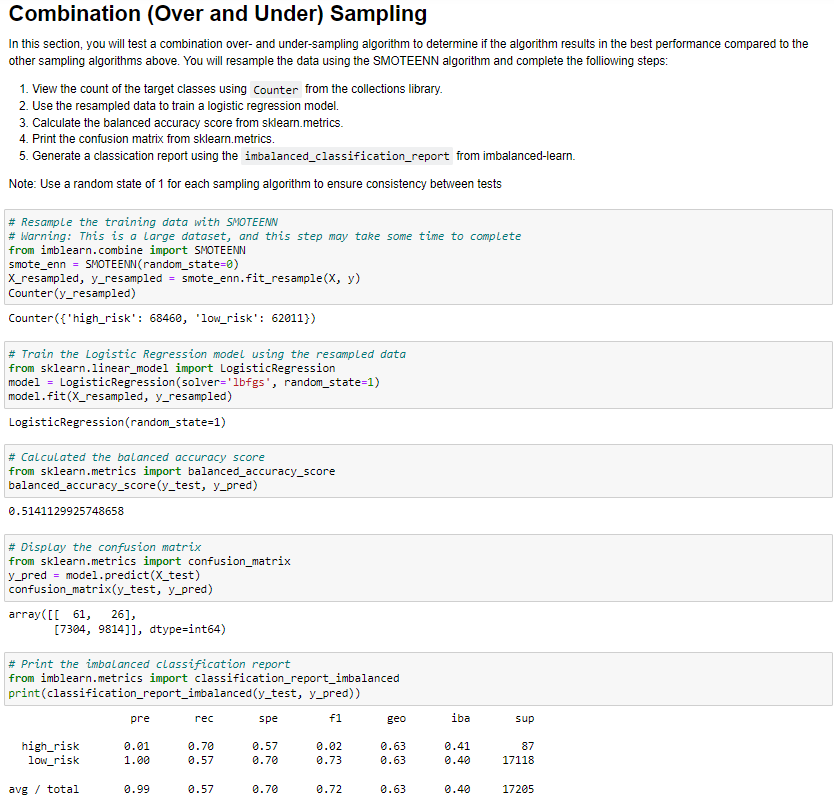 Combination (Over and Under) Sampling
In this section, you will test a combination over- and under-sampling algorithm to determine if the algorithm results in the best performance compared to the
other sampling algorithms above. You will resample the data using the SMOTEENN algorithm and complete the following steps:
1. View the count of the target classes using Counter from the collections library.
2. Use the resampled data to train a logistic regression model.
3. Calculate the balanced accuracy score from sklearn.metrics.
4. Print the confusion matrix from sklearn.metrics.
5. Generate a classication report using the imbalanced_classification_report from imbalanced-learn.
Note: Use a random state of 1 for each sampling algorithm to ensure consistency between tests
# Resample the training data with SMOTEENN
# Warning: This is a large dataset, and this step may take some time to complete
from imblearn.combine import SMOTEENN
smote_enn = SMOTEENN(random_state=0)
X_resampled, y_resampled = smote_enn.fit_resample(X, y)
Counter(y_resampled)
Counter({'high_risk': 68460, 'low_risk': 62011})
# Train the Logistic Regression model using the resampled data
from sklearn.linear_model import LogisticRegression
model = LogisticRegression(solver='lbfgs', random_state=1)
model.fit(X_resampled, y_resampled)
LogisticRegression(random_state=1)
# Calculated the balanced accuracy score
from sklearn.metrics import balanced_accuracy_score
balanced_accuracy_score(y_test, y_pred)
0.5141129925748658
# Display the confusion matrix
from sklearn.metrics import confusion_matrix
y_pred = model.predict(X_test)
confusion_matrix(y_test, y_pred)
array([[  61,   26],
       [7304, 9814]], dtype=int64)
# Print the imbalanced classification report
from imblearn.metrics import classification_report_imbalanced
print(classification_report_imbalanced(y_test, y_pred))
pre rec spe f1 geo iba sup
high_risk 0.01 0.70 0.57 0.02 0.63 0.41 87
low_risk 1.00 0.57 0.70 0.73 0.63 0.40 17118
avg / total 0.99 0.57 0.70 0.72 0.63 0.40 17205